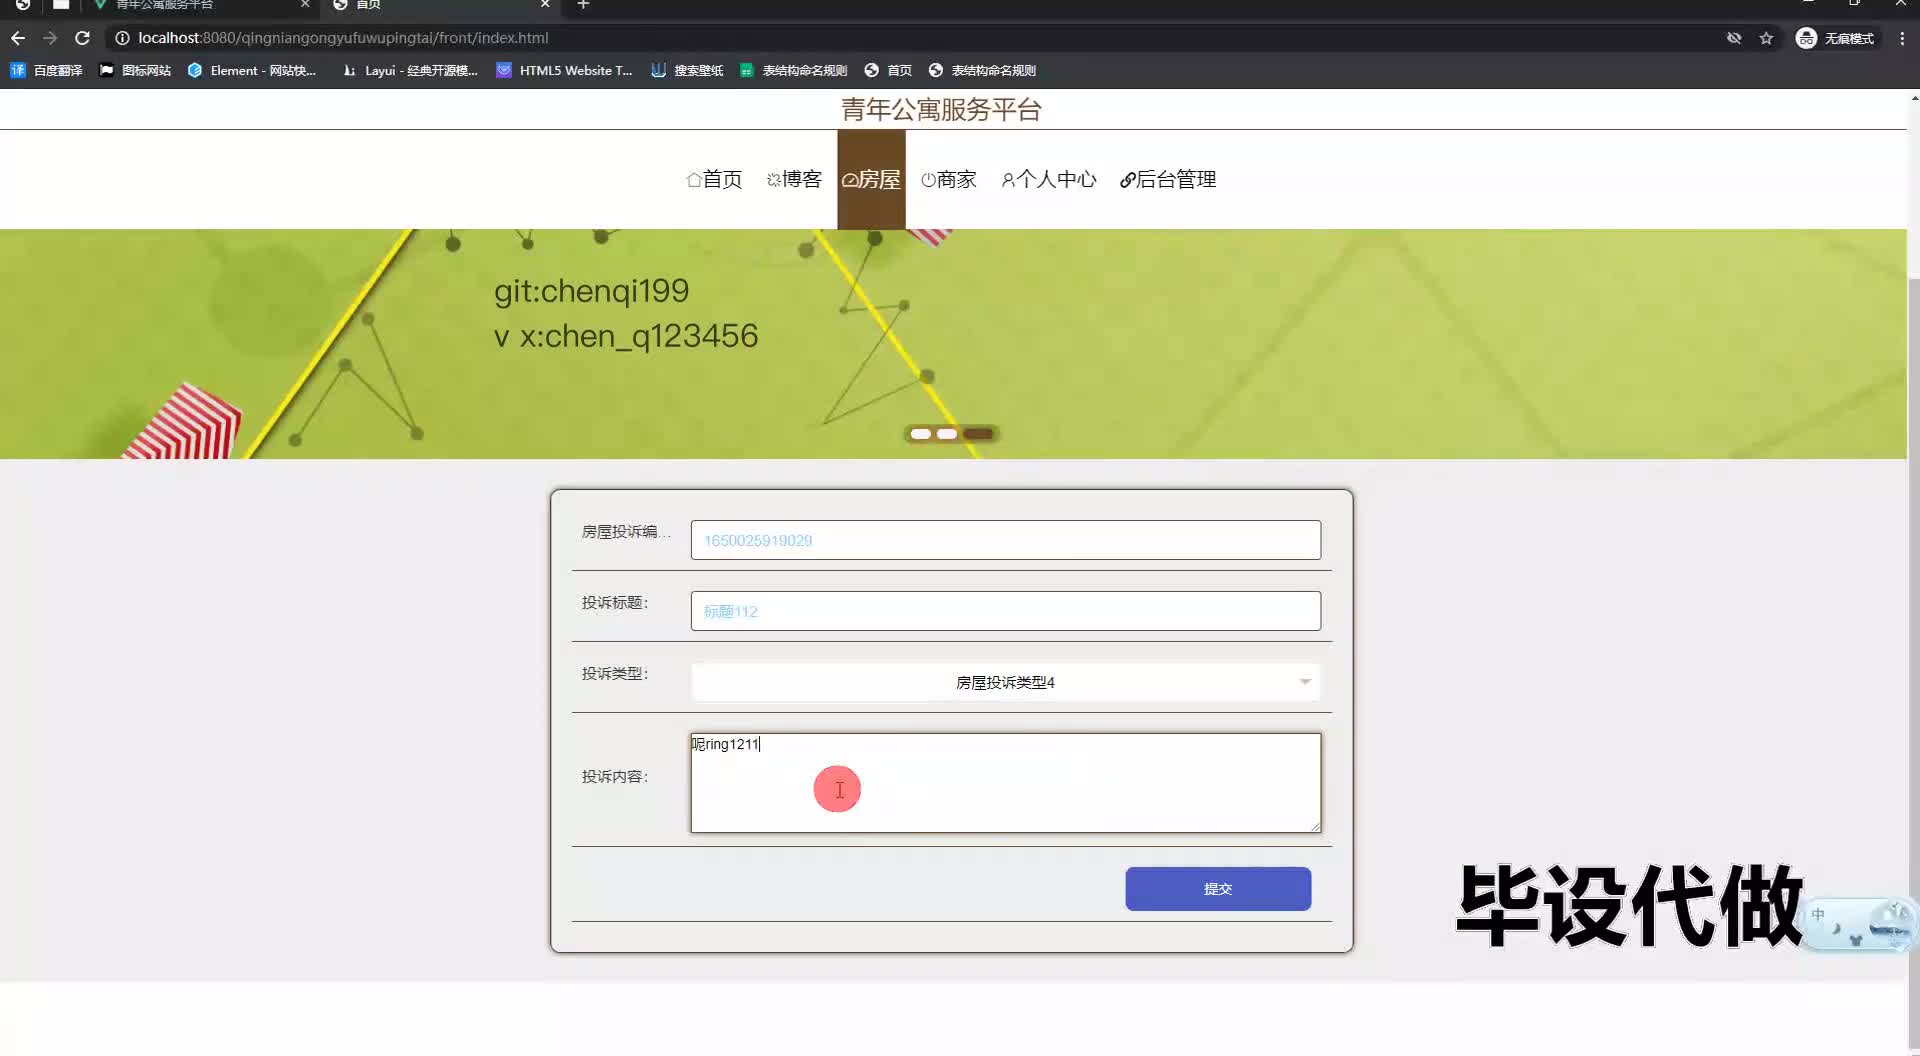 青年公寓服务平台
首页
localhost:8080/qingniangongyufuwupingtai/front/index.html
无痕模式
译 百度翻译
图标网站
Element - 网站快...
Layui - 经典开源模...
HTML5 Website T...
搜索壁纸
表结构命名规则
首页
表结构命名规则
青年公寓服务平台
首页
博客
房屋
商家
个人中心
后台管理
git:chenqi199
v x:chen_q123456
房屋投诉编...
1650025919029
投诉标题：
标题112
投诉类型：
房屋投诉类型4
投诉内容：
呢ring1211
提交
毕设代做
中